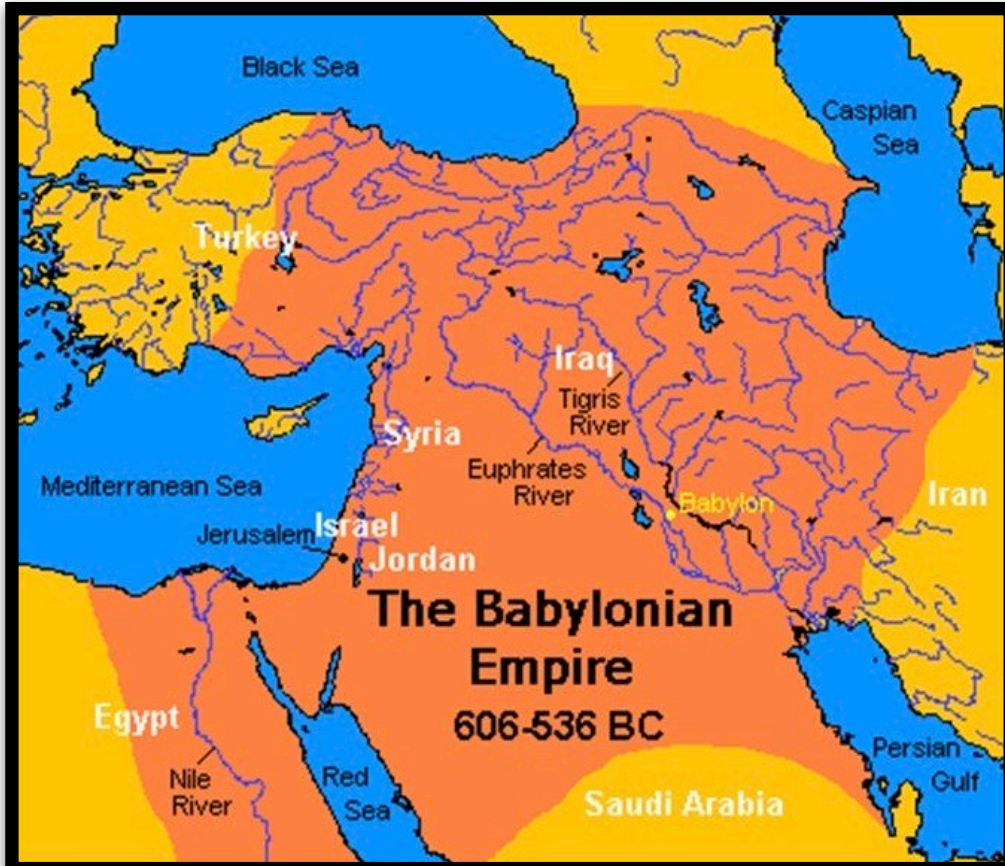 Black Sea
Caspian
Sea
Turkey
Iraq
Tigris
River
Syria
Euphrates
River
Mediterranean Sea
Babylon
Iran
Israel
Jerusalem
Jordan
The Babylonian
Empire
606-536 BC
Egypt
Nile
River
Red
Sea
Persian
Gulf
Saudi Arabia